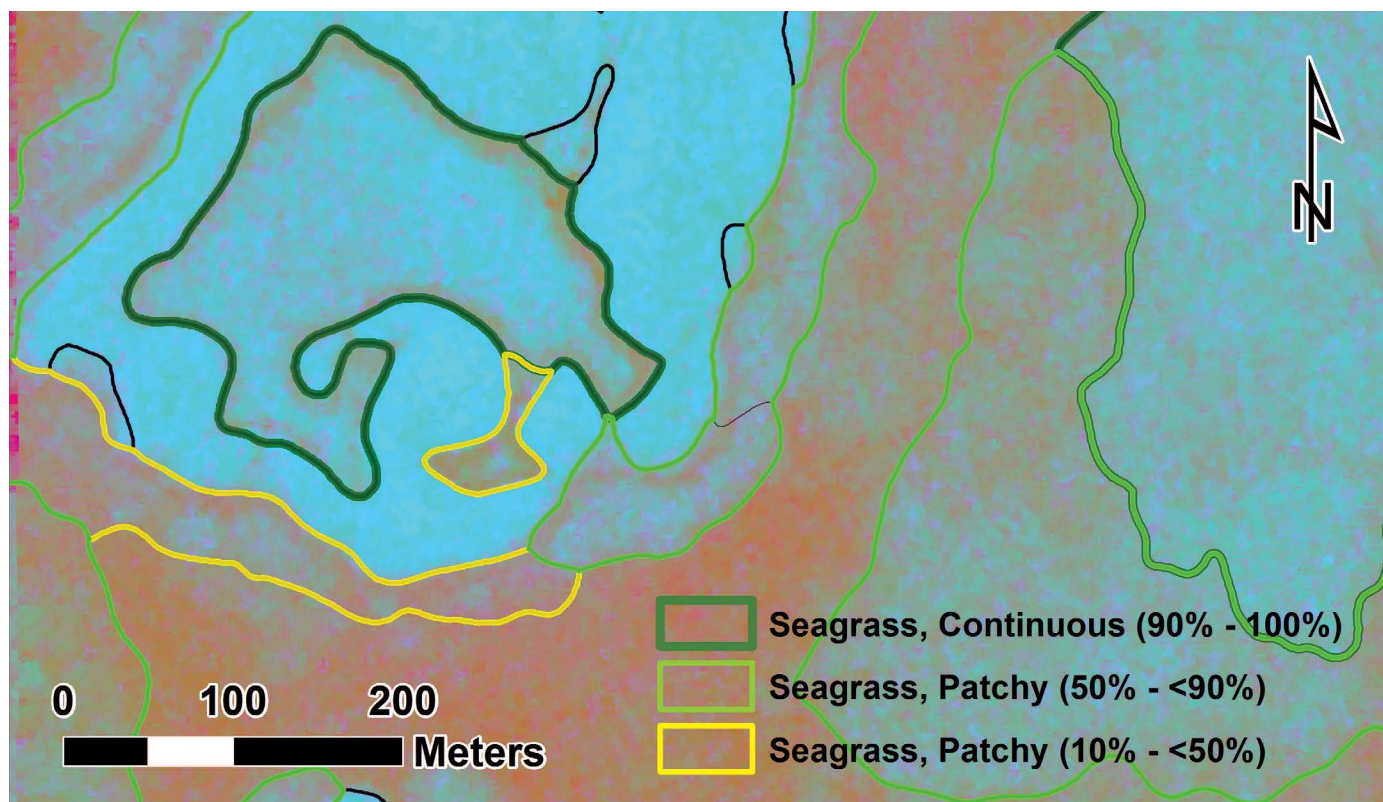 N
Seagrass, Continuous (90% - 100%)
Seagrass, Patchy (50% - <90%)
Seagrass, Patchy (10% - <50%)
0 100 200
Meters